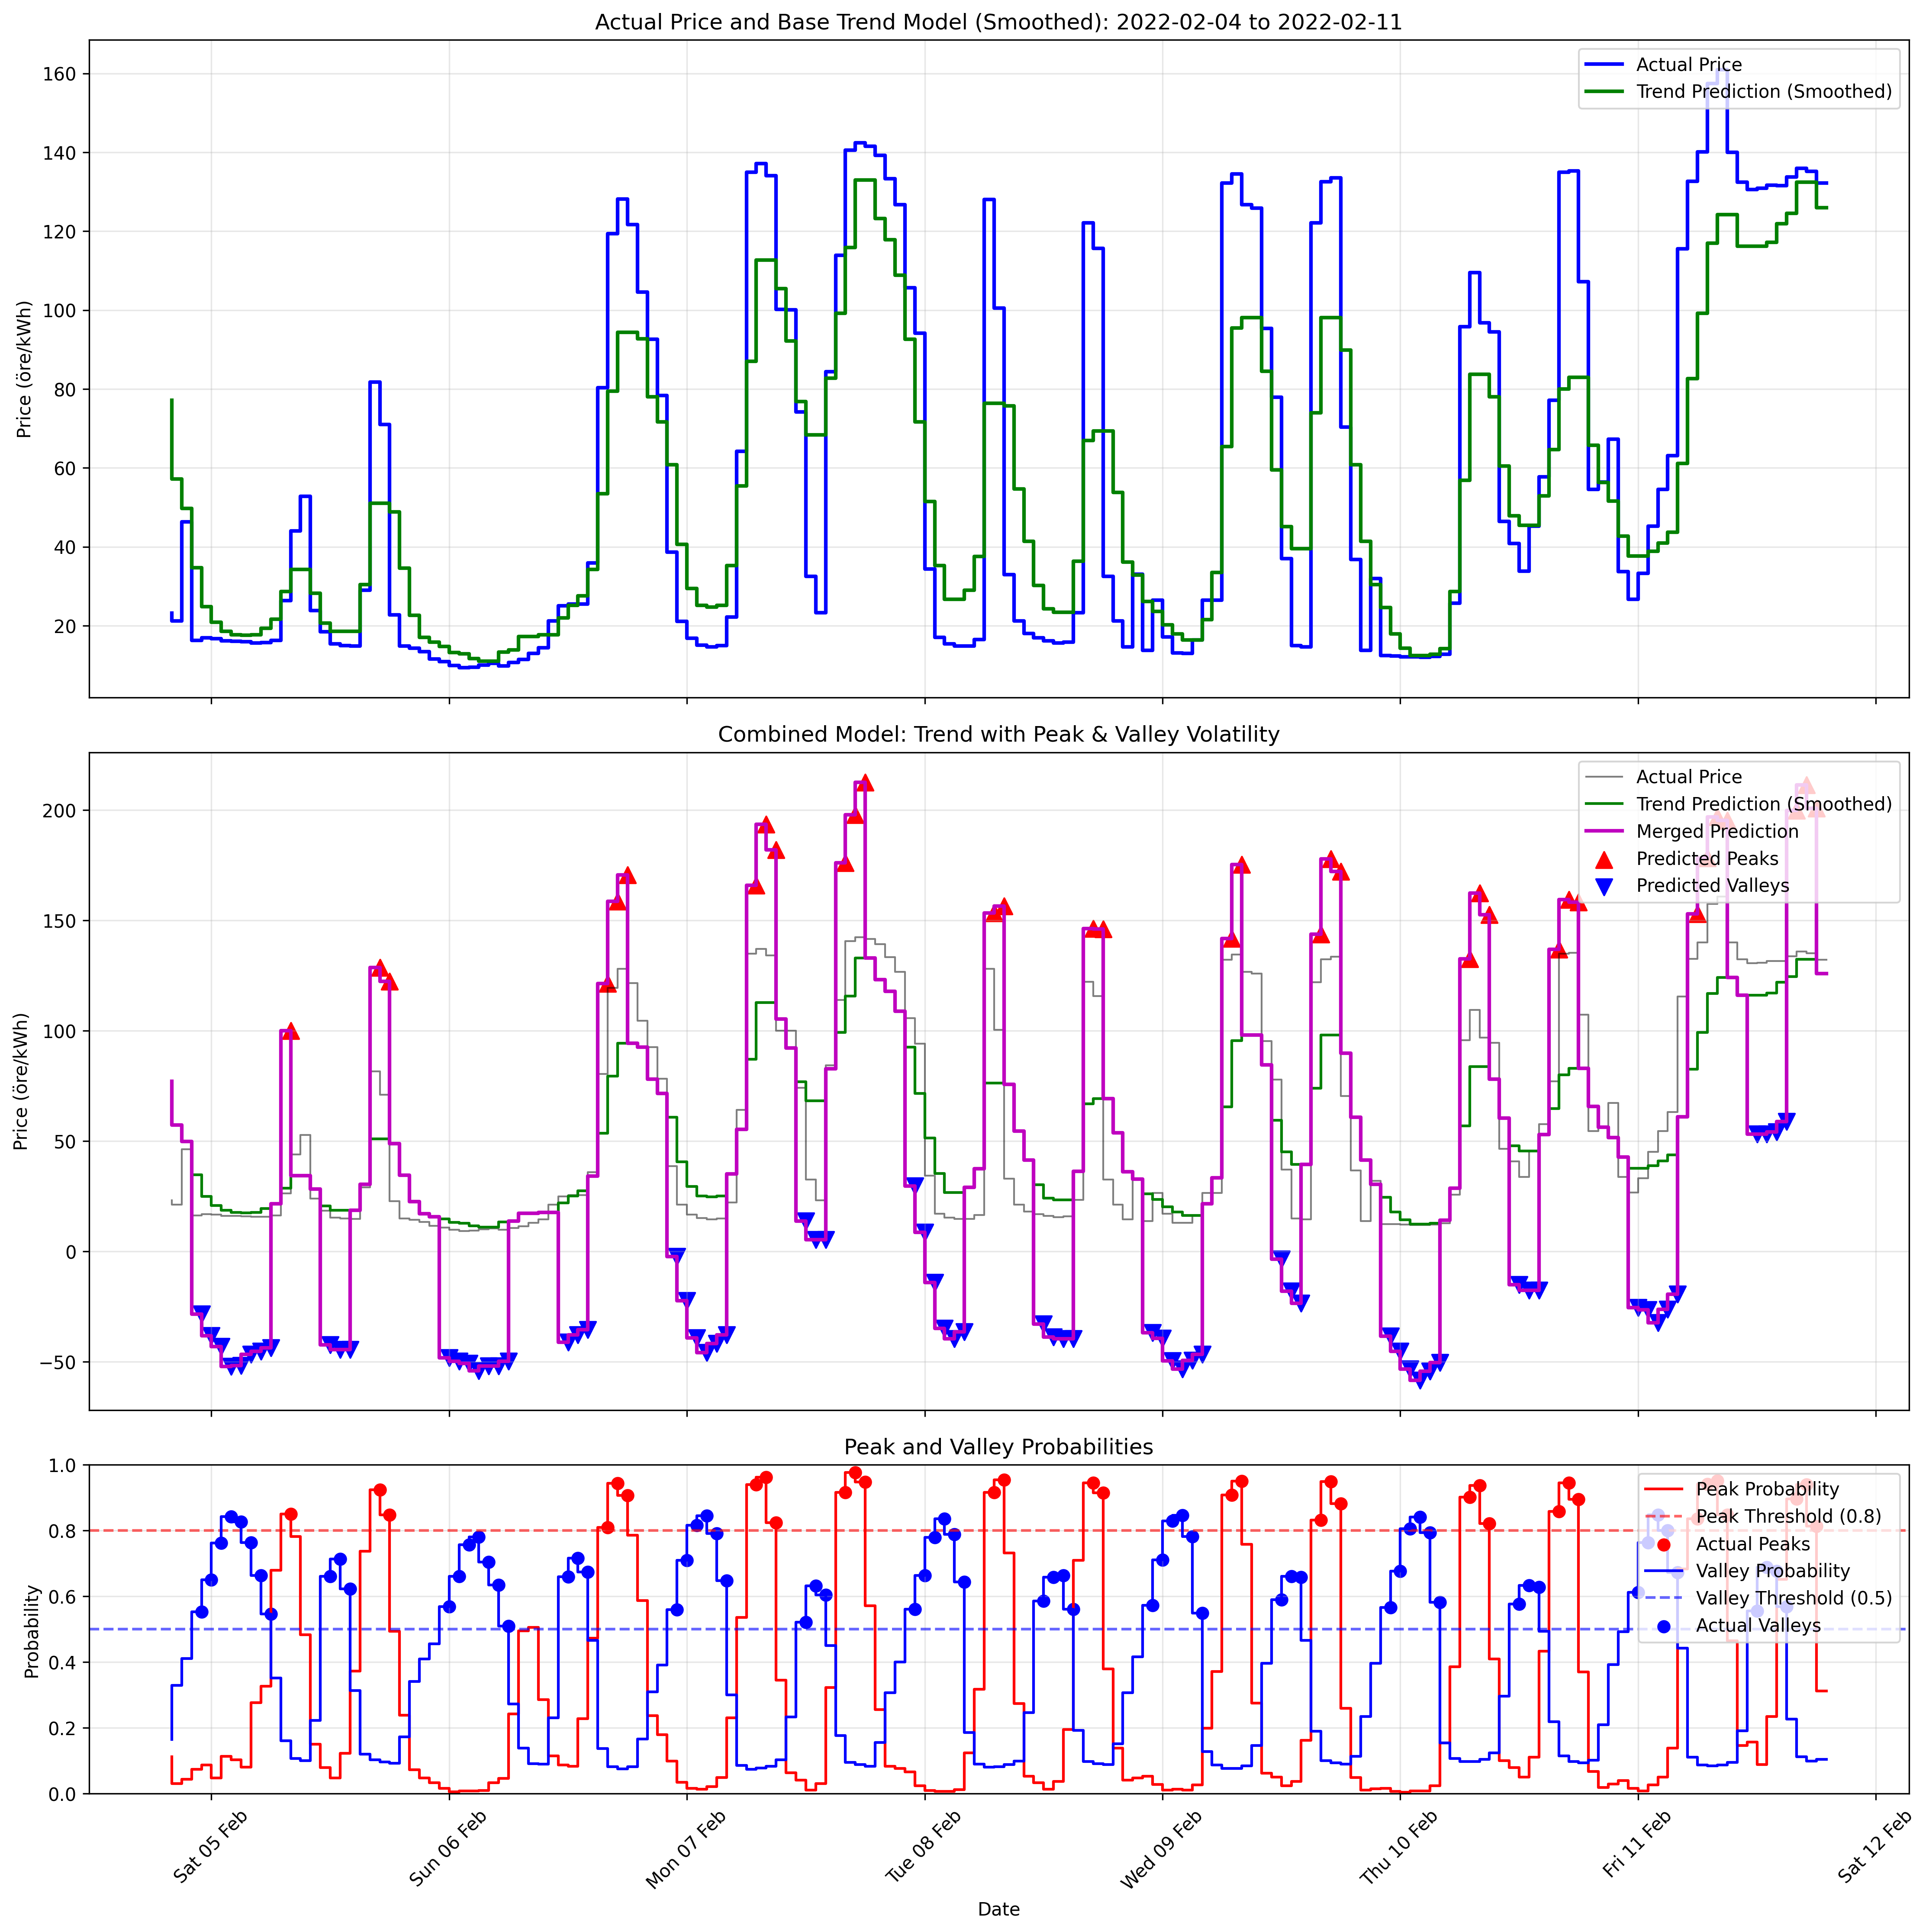 Actual Price and Base Trend Model (Smoothed): 2022-02-04 to 2022-02-11
Price (öre/kWh)
160
140
120
100
80
60
40
20
Actual Price
Trend Prediction (Smoothed)
Combined Model: Trend with Peak & Valley Volatility
Price (öre/kWh)
200
150
100
50
0
−50
Actual Price
Trend Prediction (Smoothed)
Merged Prediction
Predicted Peaks
Predicted Valleys
Peak and Valley Probabilities
Probability
1.0
0.8
0.6
0.4
0.2
0.0
Peak Probability
Peak Threshold (0.8)
Actual Peaks
Valley Probability
Valley Threshold (0.5)
Actual Valleys
Sat 05 Feb
Sun 06 Feb
Mon 07 Feb
Tue 08 Feb
Wed 09 Feb
Thu 10 Feb
Fri 11 Feb
Sat 12 Feb
Date